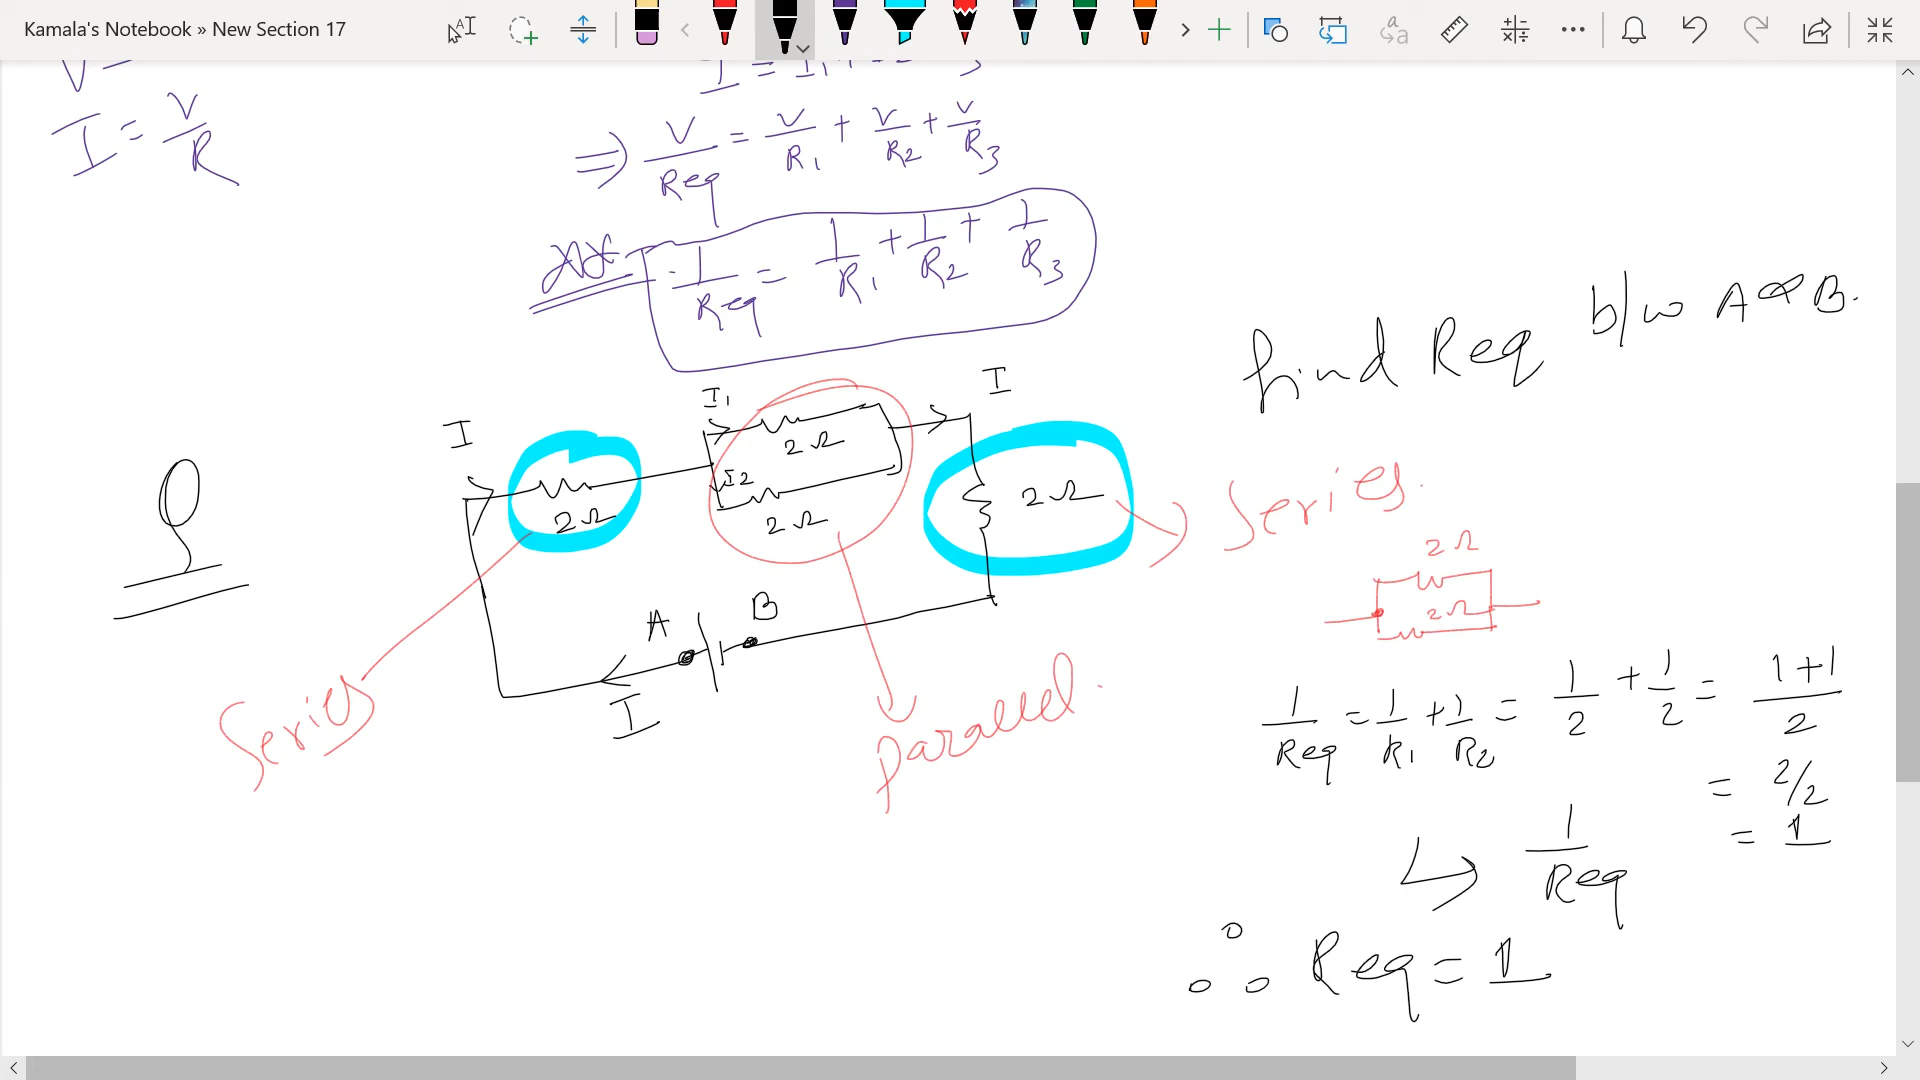 Kamala's Notebook » New Section 17
I = V/R
⇒ V/Req = V/R1 + V/R2 + V/R3
1/Req = 1/R1 + 1/R2 + 1/R3
find Req b/w A & B.
I
I1
I
2Ω
I2
2Ω
2Ω
2Ω
Series
Series.
A
B
I
parallel.
2Ω
2Ω
1/Req = 1/R1 + 1/R2 = 1/2 + 1/2 = 1+1/2
= 2/2
= 1
↳ 1/Req
∴ Req = 1